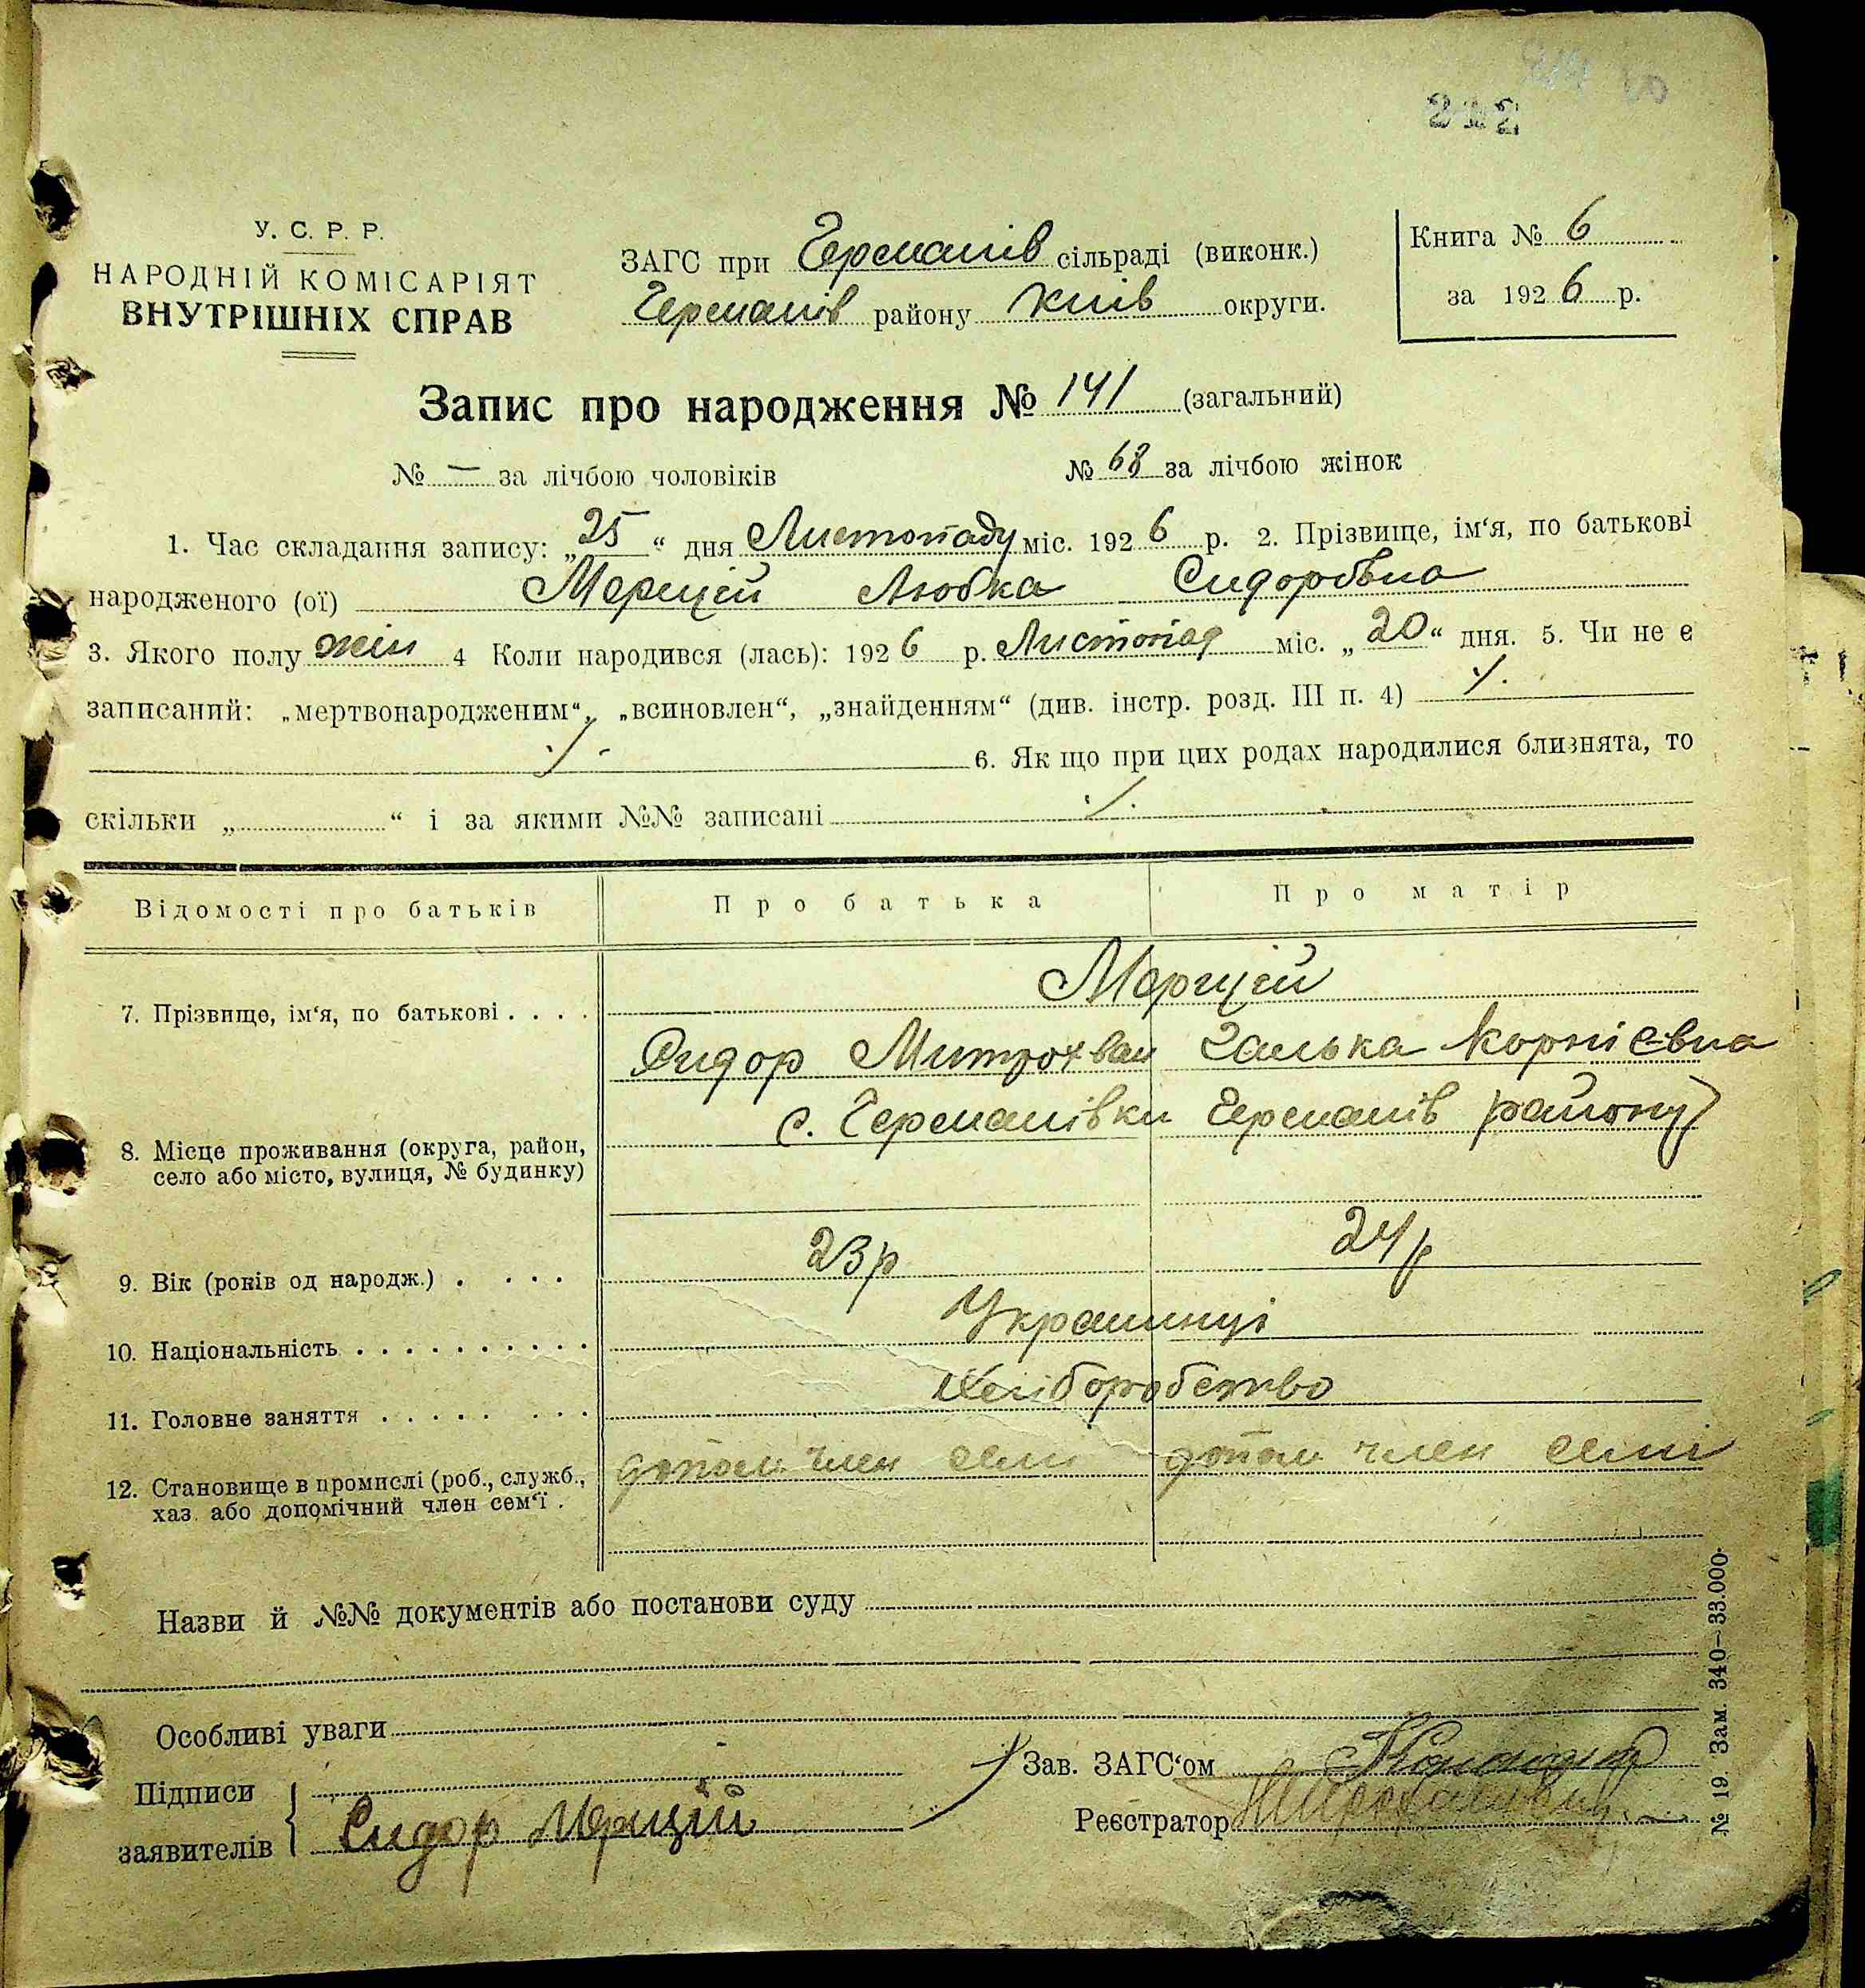 212
У. С. Р. Р.
НАРОДНІЙ КОМІСАРІЯТ
ВНУТРІШНІХ СПРАВ
ЗАГС при Германів сільраді (виконк.)
Германів району Київ округи.
Книга № 6
за 1926 р.
Запис про народження № 141 (загальний)
№ — за лічбою чоловіків № 68 за лічбою жінок
1. Час складання запису: „25“ дня Листопаду міс. 1926 р. 2. Прізвище, ім‘я, по батькові
народженого (ої) Мерцій Любка Сидорівна
3. Якого полу жін 4 Коли народився (лась): 1926 р. Листопад міс. „20“ дня. 5. Чи не є
записаний: „мертвонародженим“, „всиновлен“, „знайденням“ (див. інстр. розд. III п. 4) ·/.
·/. 6. Як що при цих родах народилися близнята, то
скільки „ “ і за якими №№ записані ·/.
Відомості про батьків Про батька Про матір
Мерцій
7. Прізвище, ім‘я, по батькові . . . .
Сидор Митрохван Галька Корнієвна
с. Германівки Германів району
8. Місце проживання (округа, район,
село або місто, вулиця, № будинку)
9. Вік (років од народж.) . . . . 23р 24р
10. Національність . . . . . . . . . . Українці
11. Головне заняття . . . . . . . . Хліборобство
12. Становище в промислі (роб., служб., допом член семі допом член семі
хаз. або допомічний член сем‘ї .
Назви й №№ документів або постанови суду
Особливі уваги
Підписи
заявителів Сидор Мерцій
Зав. ЗАГС‘ом
Реєстратор
№ 19. Зам. 340—33.000.